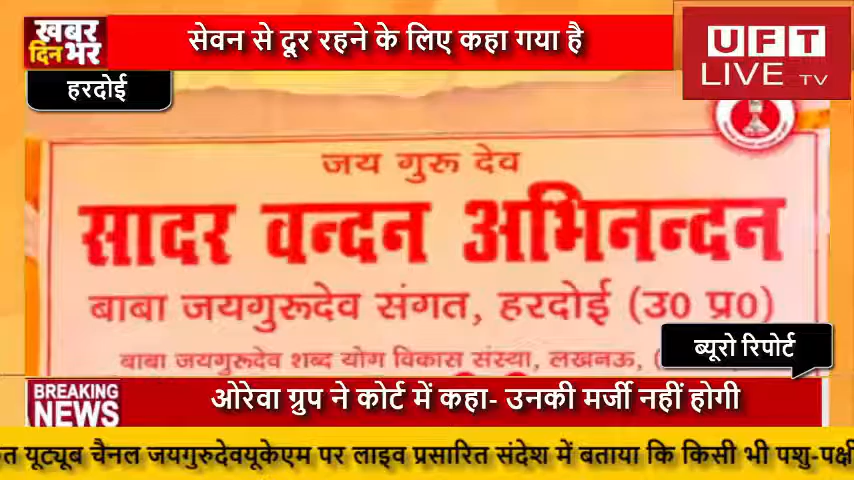 खबर दिन भर
सेवन से दूर रहने के लिए कहा गया है
UFT
LIVE TV
हरदोई
जय गुरु देव
सादर वन्दन अभिनन्दन
बाबा जयगुरूदेव संगत, हरदोई (उ0 प्र0)
बाबा जयगुरूदेव शब्द योग विकास संस्था, लखनऊ, (
ब्यूरो रिपोर्ट
BREAKING NEWS
ओरेवा ग्रुप ने कोर्ट में कहा- उनकी मर्जी नहीं होगी
त यूट्यूब चैनल जयगुरुदेवयूकेएम पर लाइव प्रसारित संदेश में बताया कि किसी भी पशु-पक्षी